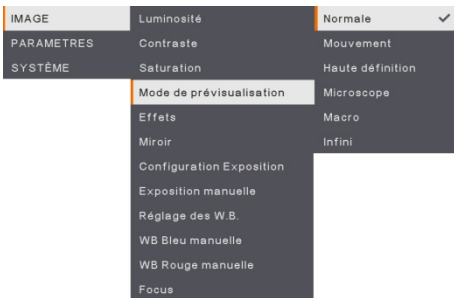 IMAGE
PARAMETRES
SYSTÈME
Luminosité
Contraste
Saturation
Mode de prévisualisation
Effets
Miroir
Configuration Exposition
Exposition manuelle
Réglage des W.B.
WB Bleu manuelle
WB Rouge manuelle
Focus
Normale
Mouvement
Haute définition
Microscope
Macro
Infini